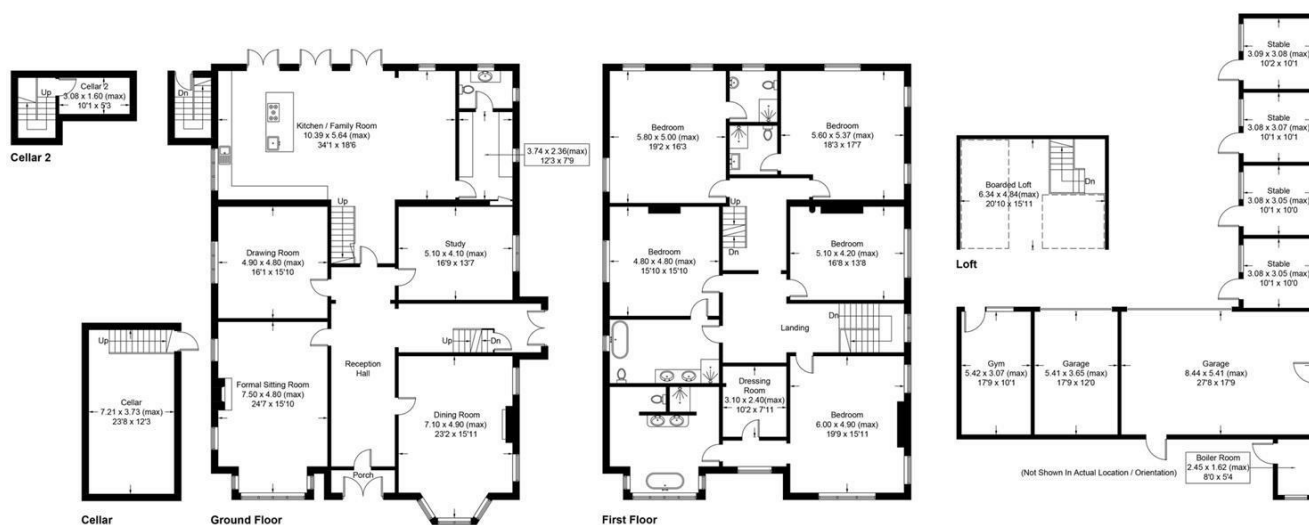 Up
Cellar 2
3.08 x 1.60 (max)
10'1 x 5'3
Cellar 2
Dn
Kitchen / Family Room
10.39 x 5.64 (max)
34'1 x 18'6
3.74 x 2.36(max)
12'3 x 7'9
Up
Drawing Room
4.90 x 4.80 (max)
16'1 x 15'10
Study
5.10 x 4.10 (max)
16'9 x 13'7
Up
Dn
Reception
Hall
Formal Sitting Room
7.50 x 4.80 (max)
24'7 x 15'10
Dining Room
7.10 x 4.90 (max)
23'2 x 15'11
Porch
Ground Floor
Up
Cellar
7.21 x 3.73 (max)
23'8 x 12'3
Cellar
Bedroom
5.80 x 5.00 (max)
19'2 x 16'3
Bedroom
5.60 x 5.37 (max)
18'3 x 17'7
Up
Dn
Bedroom
4.80 x 4.80 (max)
15'10 x 15'10
Bedroom
5.10 x 4.20 (max)
16'8 x 13'8
Dn
Landing
Dressing
Room
3.10 x 2.40(max)
10'2 x 7'11
Bedroom
6.00 x 4.90 (max)
19'9 x 15'11
First Floor
Boarded Loft
6.34 x 4.84(max)
20'10 x 15'11
Dn
Loft
Stable
3.09 x 3.08 (max)
10'2 x 10'1
Stable
3.08 x 3.07 (max)
10'1 x 10'1
Stable
3.08 x 3.05 (max)
10'1 x 10'0
Stable
3.08 x 3.05 (max)
10'1 x 10'0
Gym
5.42 x 3.07 (max)
17'9 x 10'1
Garage
5.41 x 3.65 (max)
17'9 x 12'0
Garage
8.44 x 5.41 (max)
27'8 x 17'9
(Not Shown In Actual Location / Orientation)
Boiler Room
2.45 x 1.62 (max)
8'0 x 5'4